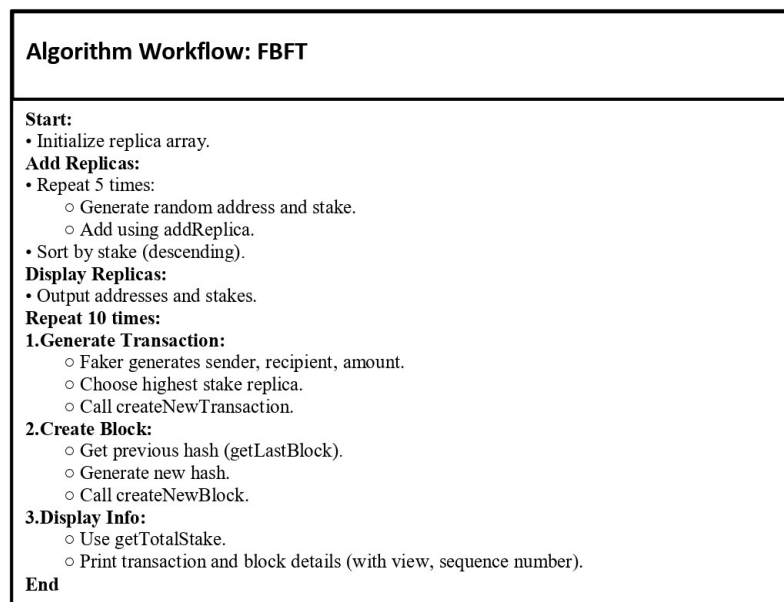 Algorithm Workflow: FBFT
Start:
• Initialize replica array.
Add Replicas:
• Repeat 5 times:
○ Generate random address and stake.
○ Add using addReplica.
• Sort by stake (descending).
Display Replicas:
• Output addresses and stakes.
Repeat 10 times:
1.Generate Transaction:
○ Faker generates sender, recipient, amount.
○ Choose highest stake replica.
○ Call createNewTransaction.
2.Create Block:
○ Get previous hash (getLastBlock).
○ Generate new hash.
○ Call createNewBlock.
3.Display Info:
○ Use getTotalStake.
○ Print transaction and block details (with view, sequence number).
End